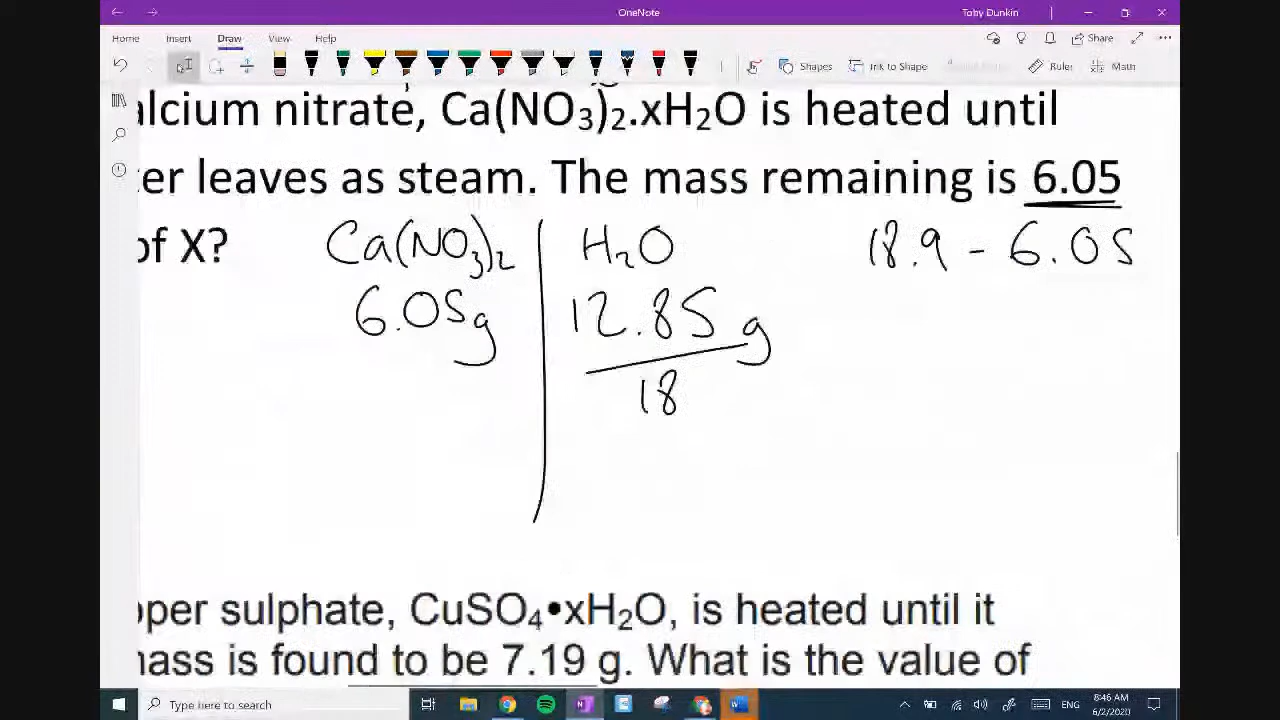 OneNote
Toby Dunkin
Home Insert Draw View Help
Share
Shapes Ink to Shape Ruler Math
alcium nitrate, Ca(NO₃)₂.xH₂O is heated until
ter leaves as steam. The mass remaining is 6.05
of X?
Ca(NO₃)₂ H₂O 18.9 - 6.05
6.05g 12.85 g
18
pper sulphate, CuSO₄•xH₂O, is heated until it
mass is found to be 7.19 g. What is the value of
Type here to search
8:46 AM
6/2/2020